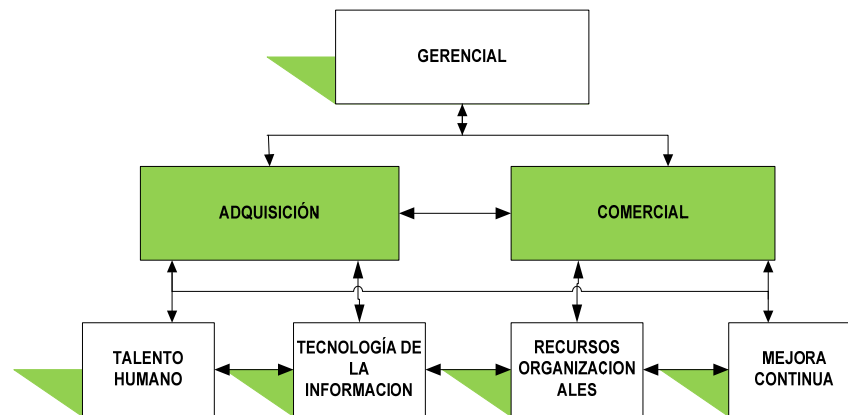 GERENCIAL
ADQUISICIÓN
COMERCIAL
TALENTO
HUMANO
TECNOLOGÍA DE
LA
INFORMACION
RECURSOS
ORGANIZACION
ALES
MEJORA
CONTINUA